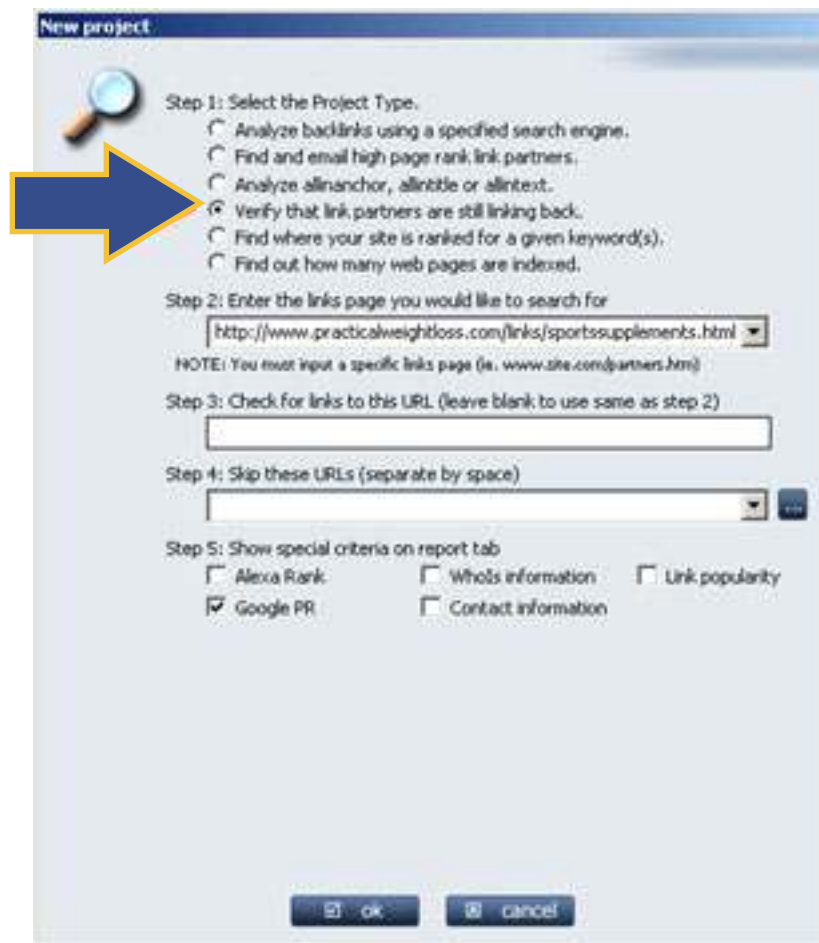 New project
Step 1: Select the Project Type.
Analyze backlinks using a specified search engine.
Find and email high page rank link partners.
Analyze allinanchor, allintitle or allintext.
Verify that link partners are still linking back.
Find where your site is ranked for a given keyword(s).
Find out how many web pages are indexed.
Step 2: Enter the links page you would like to search for
http://www.practicalweightloss.com/links/sportssupplements.html
NOTE: You must input a specific links page (ie. www.site.com/partners.htm)
Step 3: Check for links to this URL (leave blank to use same as step 2)
Step 4: Skip these URLs (separate by space)
...
Step 5: Show special criteria on report tab
Alexa Rank WhoIs information Link popularity
Google PR Contact information
ok cancel